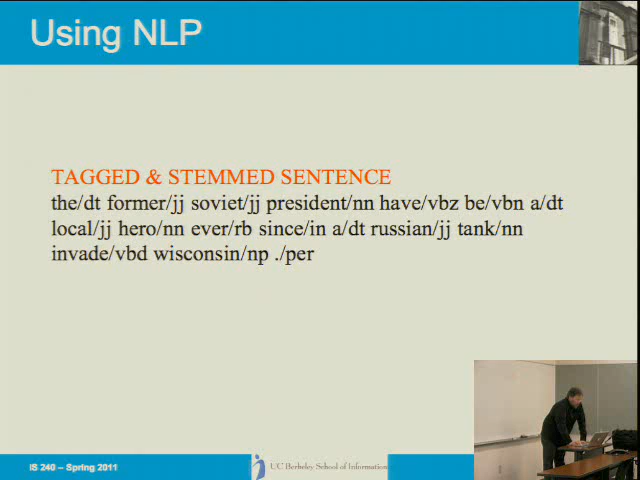 Using NLP
TAGGED & STEMMED SENTENCE
the/dt former/jj soviet/jj president/nn have/vbz be/vbn a/dt
local/jj hero/nn ever/rb since/in a/dt russian/jj tank/nn
invade/vbd wisconsin/np ./per
IS 240 – Spring 2011
UC Berkeley School of Information